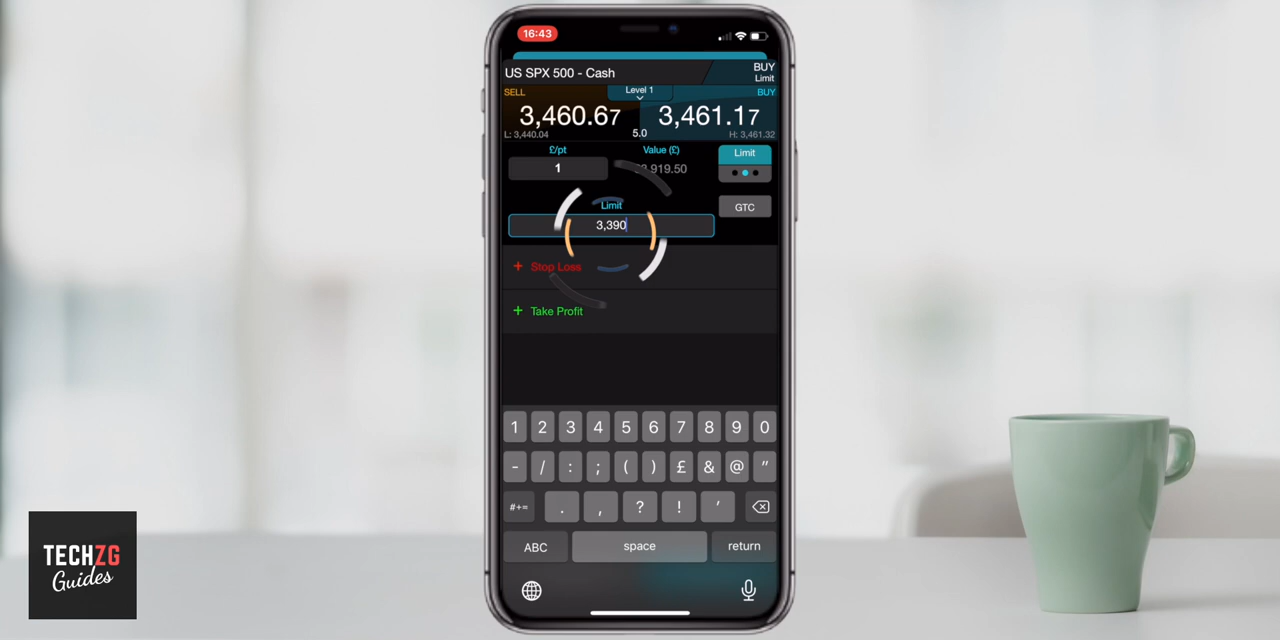 16:43
US SPX 500 - Cash
BUY
Limit
SELL
Level 1
BUY
3,460.67
3,461.17
L: 3,440.04
5.0
H: 3,461.32
£/pt
Value (£)
Limit
1
919.50
Limit
GTC
3,390
+ Stop Loss
+ Take Profit
1 2 3 4 5 6 7 8 9 0
- / : ; ( ) £ & @ "
#+= . , ? ! '
ABC space return
TECHZG
Guides